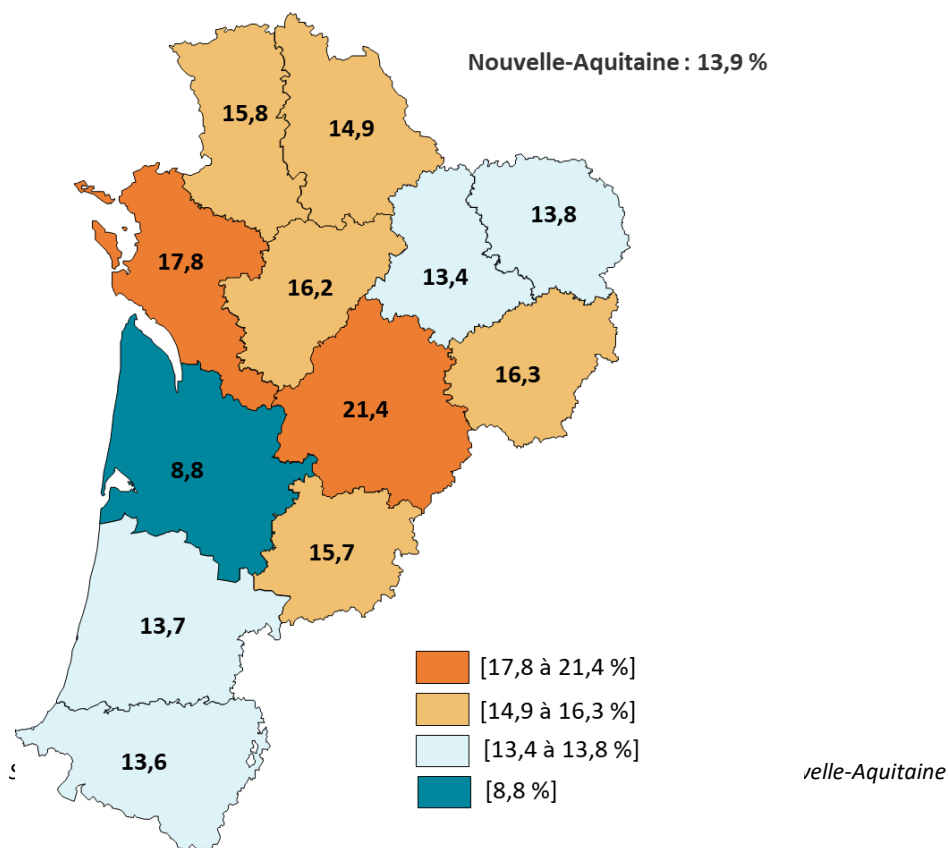 Nouvelle-Aquitaine : 13,9 %
15,8
14,9
13,8
17,8
13,4
16,2
16,3
21,4
8,8
15,7
13,7
[17,8 à 21,4 %]
[14,9 à 16,3 %]
13,6
[13,4 à 13,8 %]
velle-Aquitaine
[8,8 %]